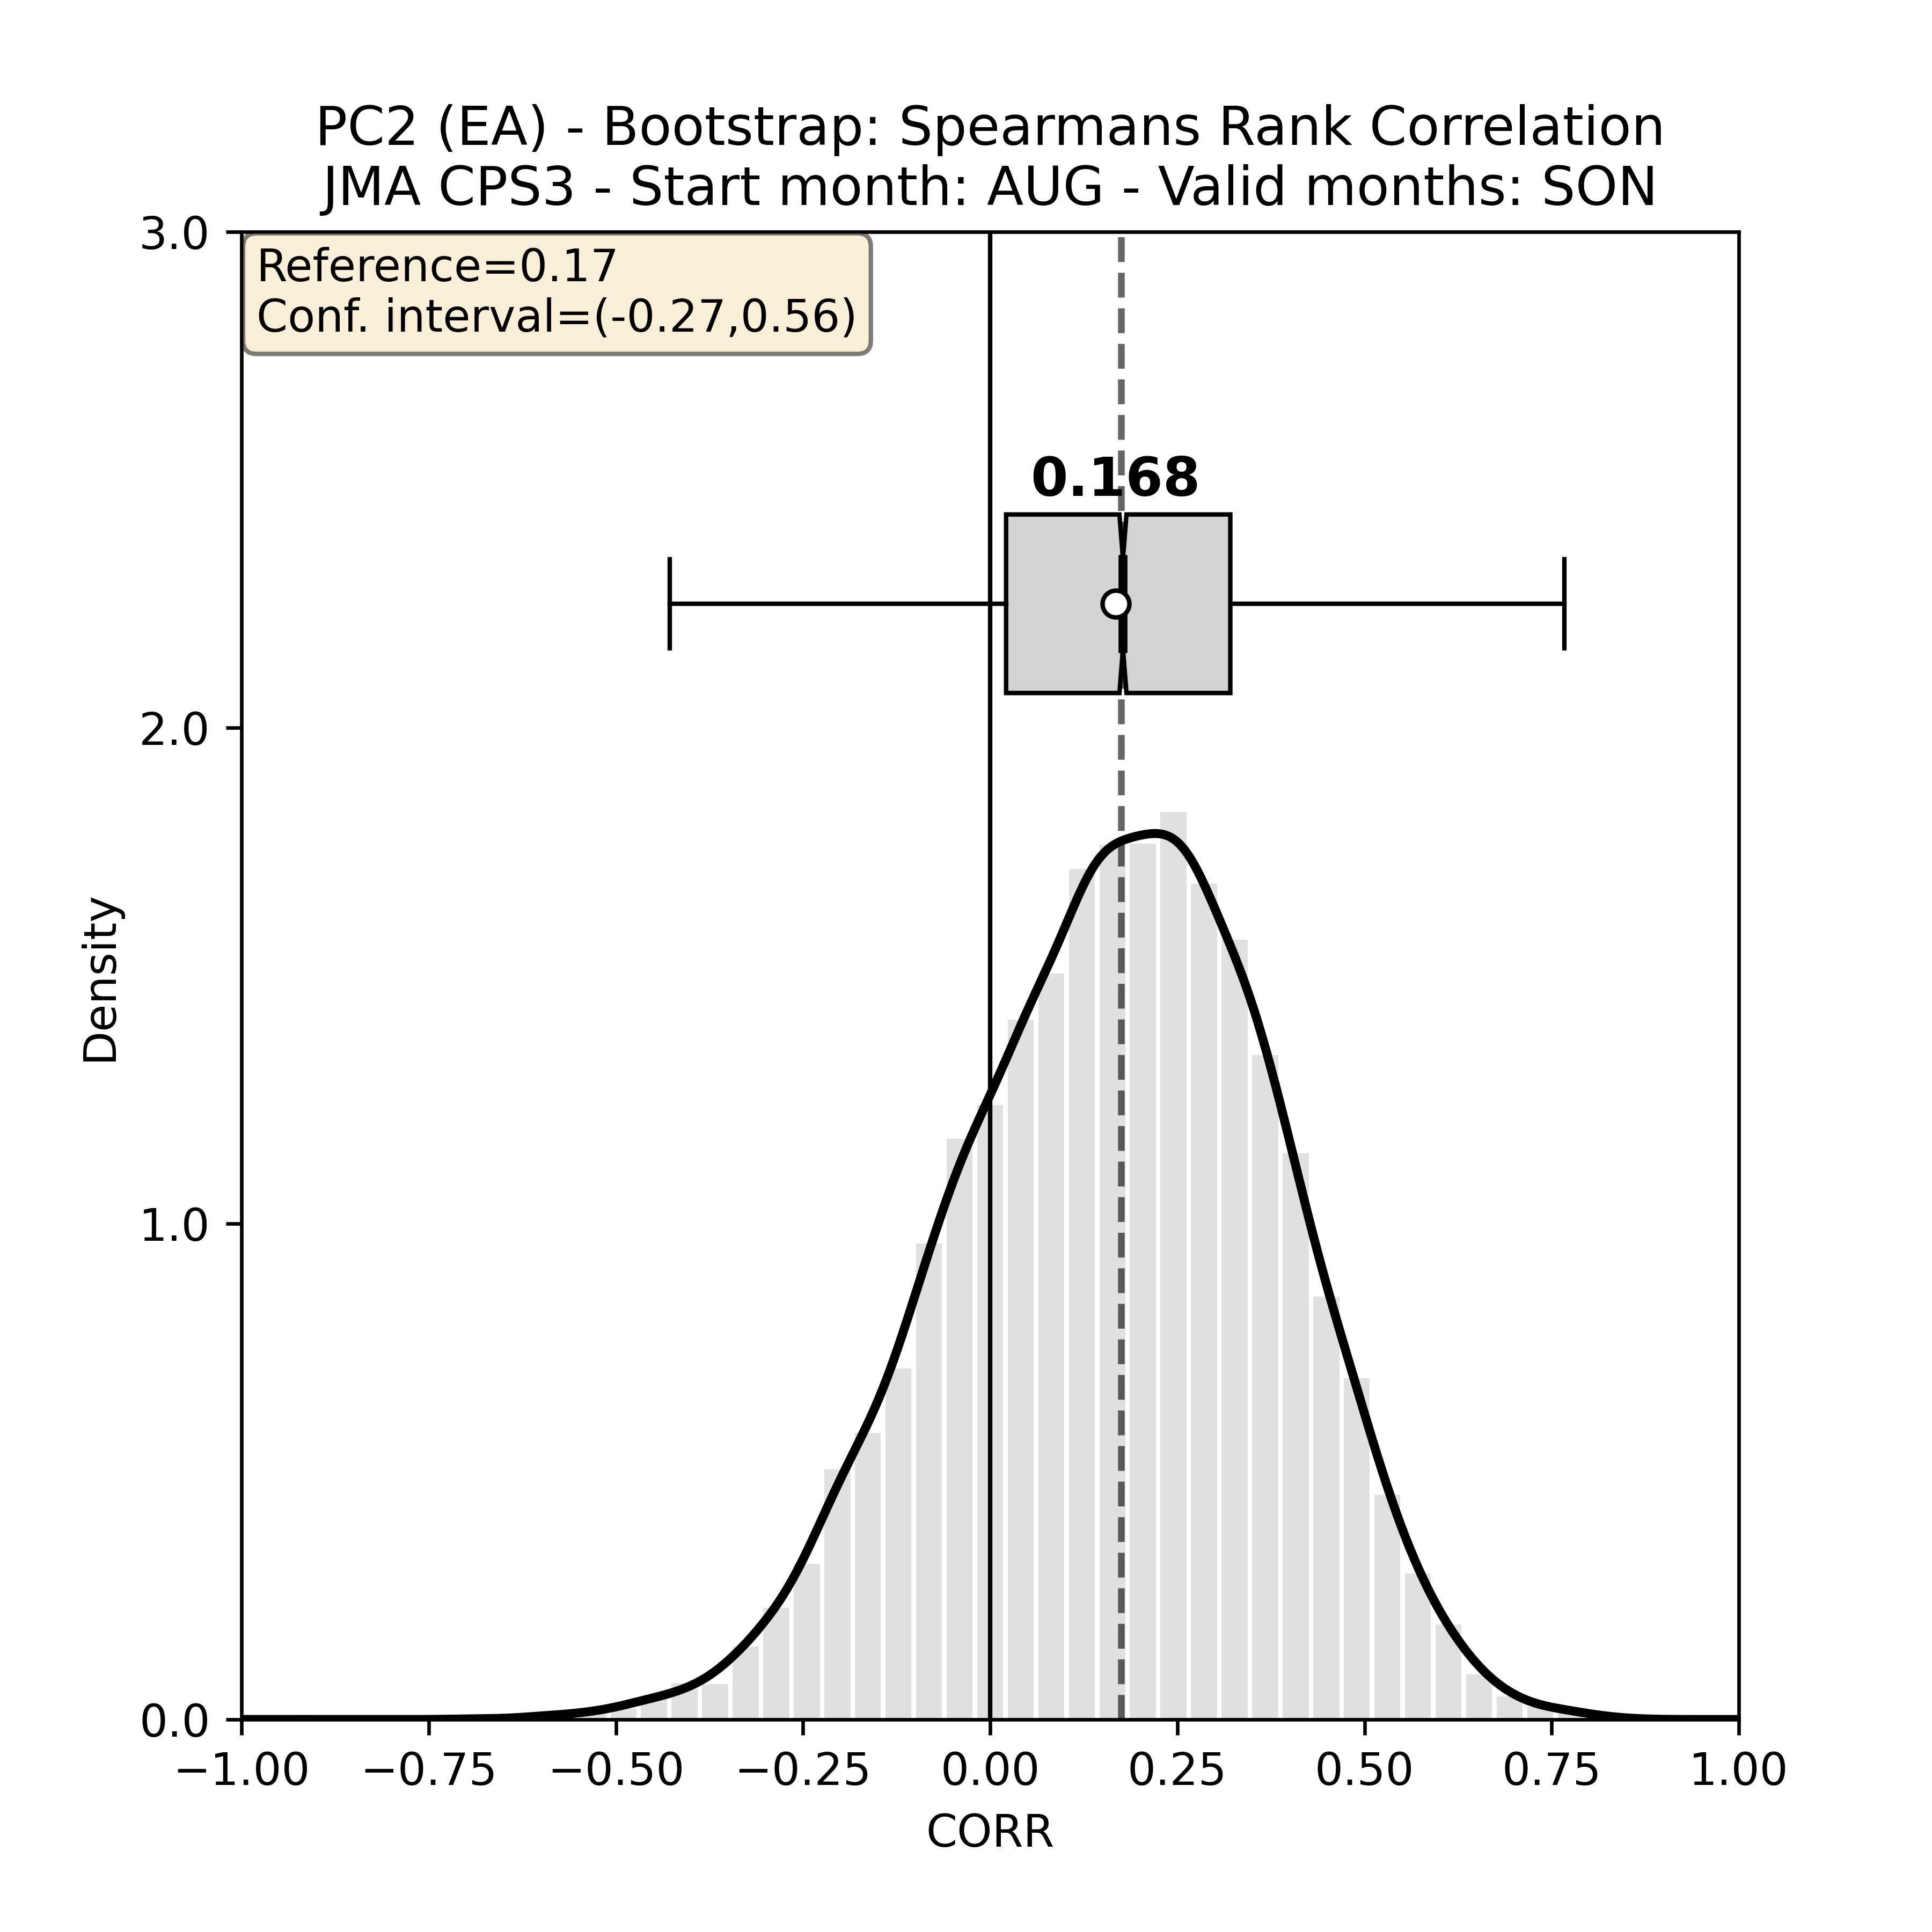 PC2 (EA) - Bootstrap: Spearmans Rank Correlation
JMA CPS3 - Start month: AUG - Valid months: SON
Reference=0.17
Conf. interval=(-0.27,0.56)
0.168
3.0
2.0
1.0
0.0
Density
−1.00 −0.75 −0.50 −0.25 0.00 0.25 0.50 0.75 1.00
CORR